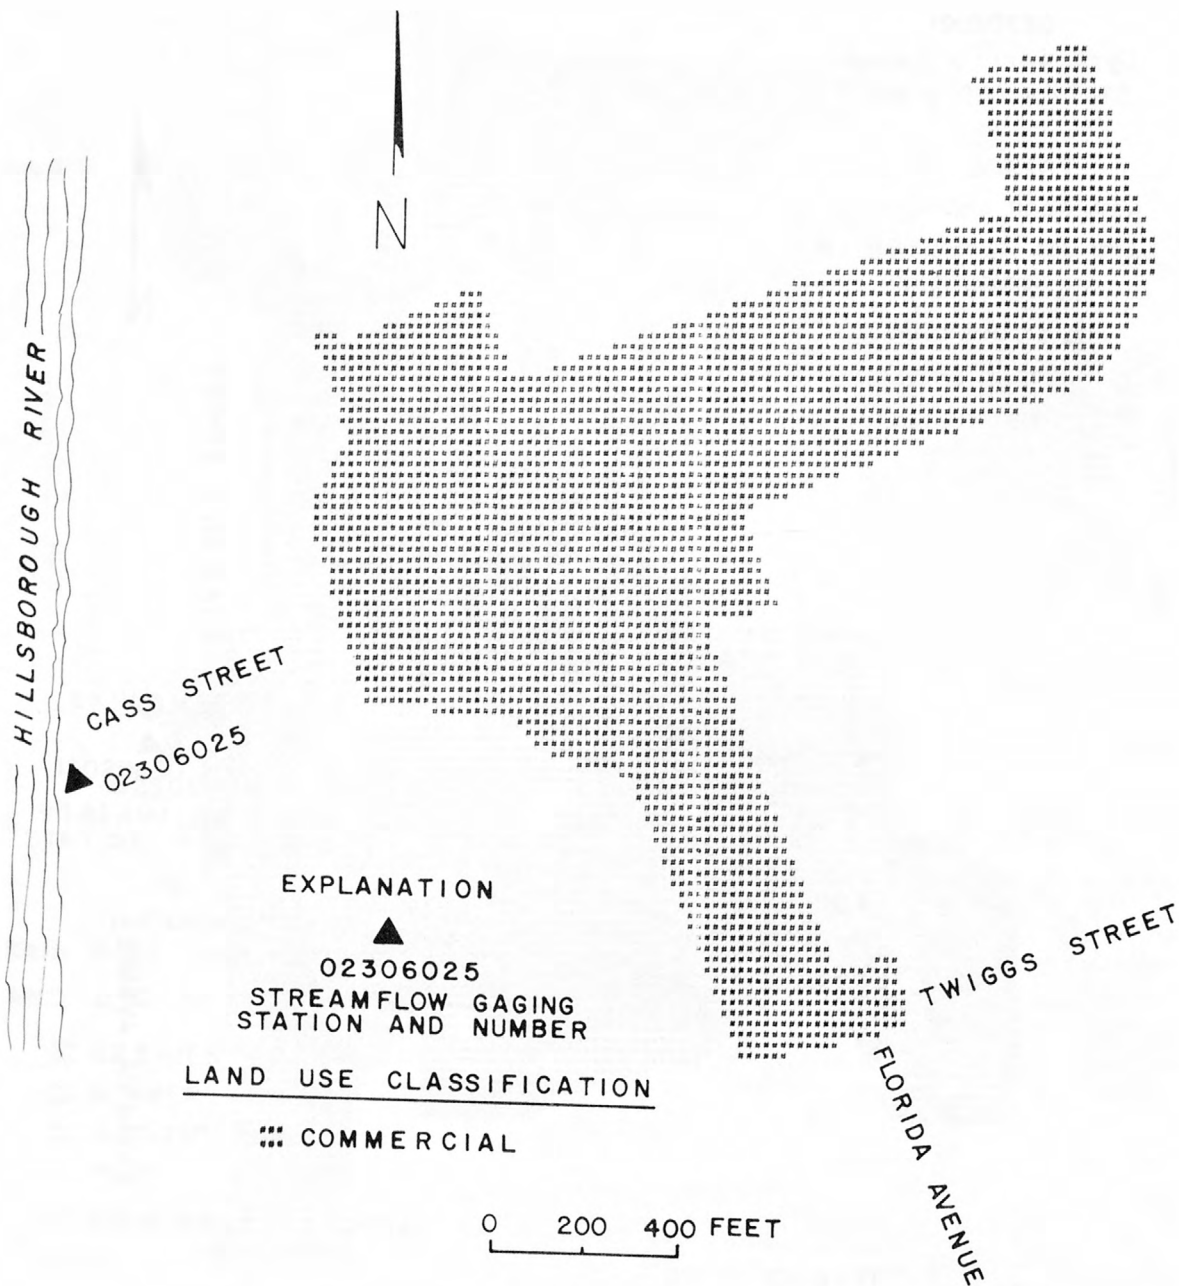 N
HILLSBOROUGH RIVER
CASS STREET
02306025
EXPLANATION
02306025
STREAMFLOW GAGING
STATION AND NUMBER
LAND USE CLASSIFICATION
COMMERCIAL
TWIGGS STREET
FLORIDA AVENUE
0 200 400 FEET